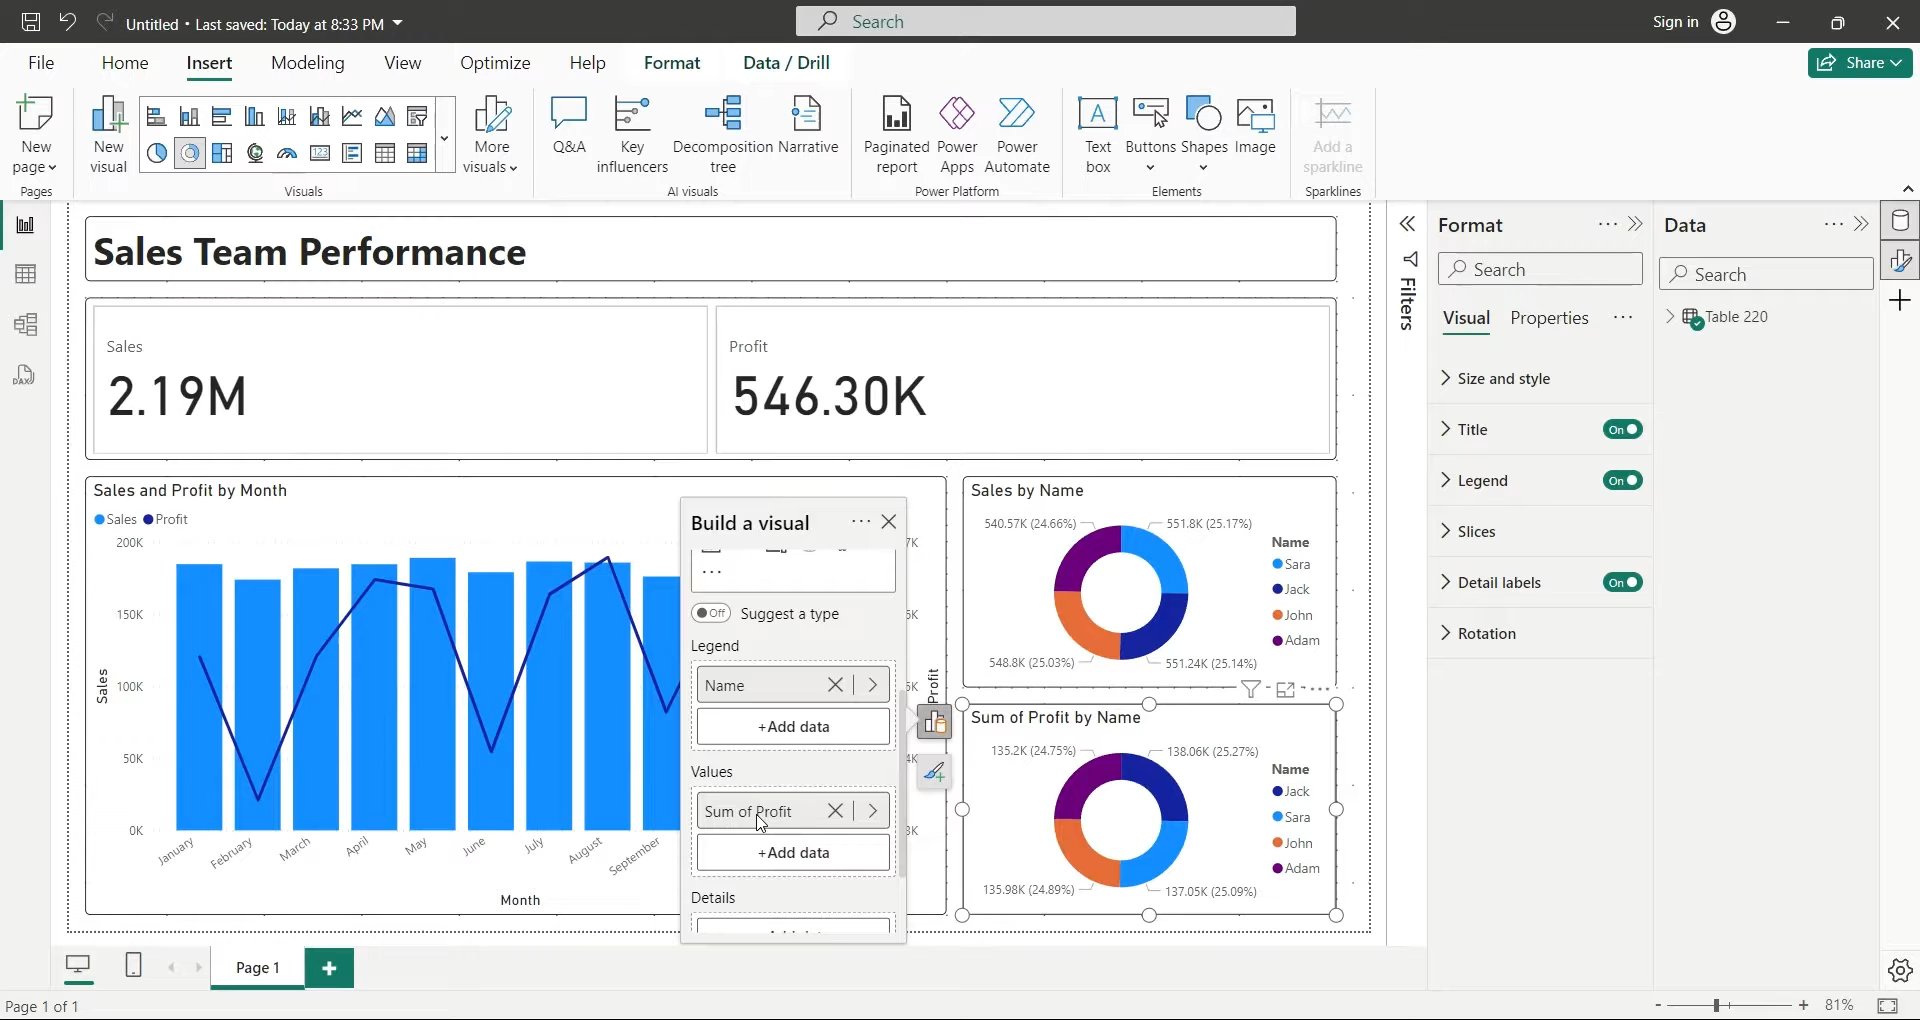 Untitled • Last saved: Today at 8:33 PM
Search
Sign in
File Home Insert Modeling View Optimize Help Format Data / Drill
Share
New page
New visual
More visuals
Q&A
Key influencers
Decomposition tree
Narrative
Paginated report
Power Apps
Power Automate
Text box
Buttons
Shapes
Image
Add a sparkline
Pages
Visuals
AI visuals
Power Platform
Elements
Sparklines
123
DAX
Sales Team Performance
Sales
2.19M
Profit
546.30K
Sales and Profit by Month
Sales Profit
200K
150K
100K
50K
0K
Sales
January February March April May June July August September
Month
Profit
Build a visual
Off Suggest a type
Legend
Name
+Add data
Values
Sum of Profit
+Add data
Details
Sales by Name
540.57K (24.66%)
551.8K (25.17%)
548.8K (25.03%)
551.24K (25.14%)
Name
Sara
Jack
John
Adam
Sum of Profit by Name
135.2K (24.75%)
138.06K (25.27%)
135.98K (24.89%)
137.05K (25.09%)
Name
Jack
Sara
John
Adam
Filters
Format
Search
Visual Properties
Size and style
Title On
Legend On
Slices
Detail labels On
Rotation
Data
Search
Table 220
Page 1
Page 1 of 1
- + 81%